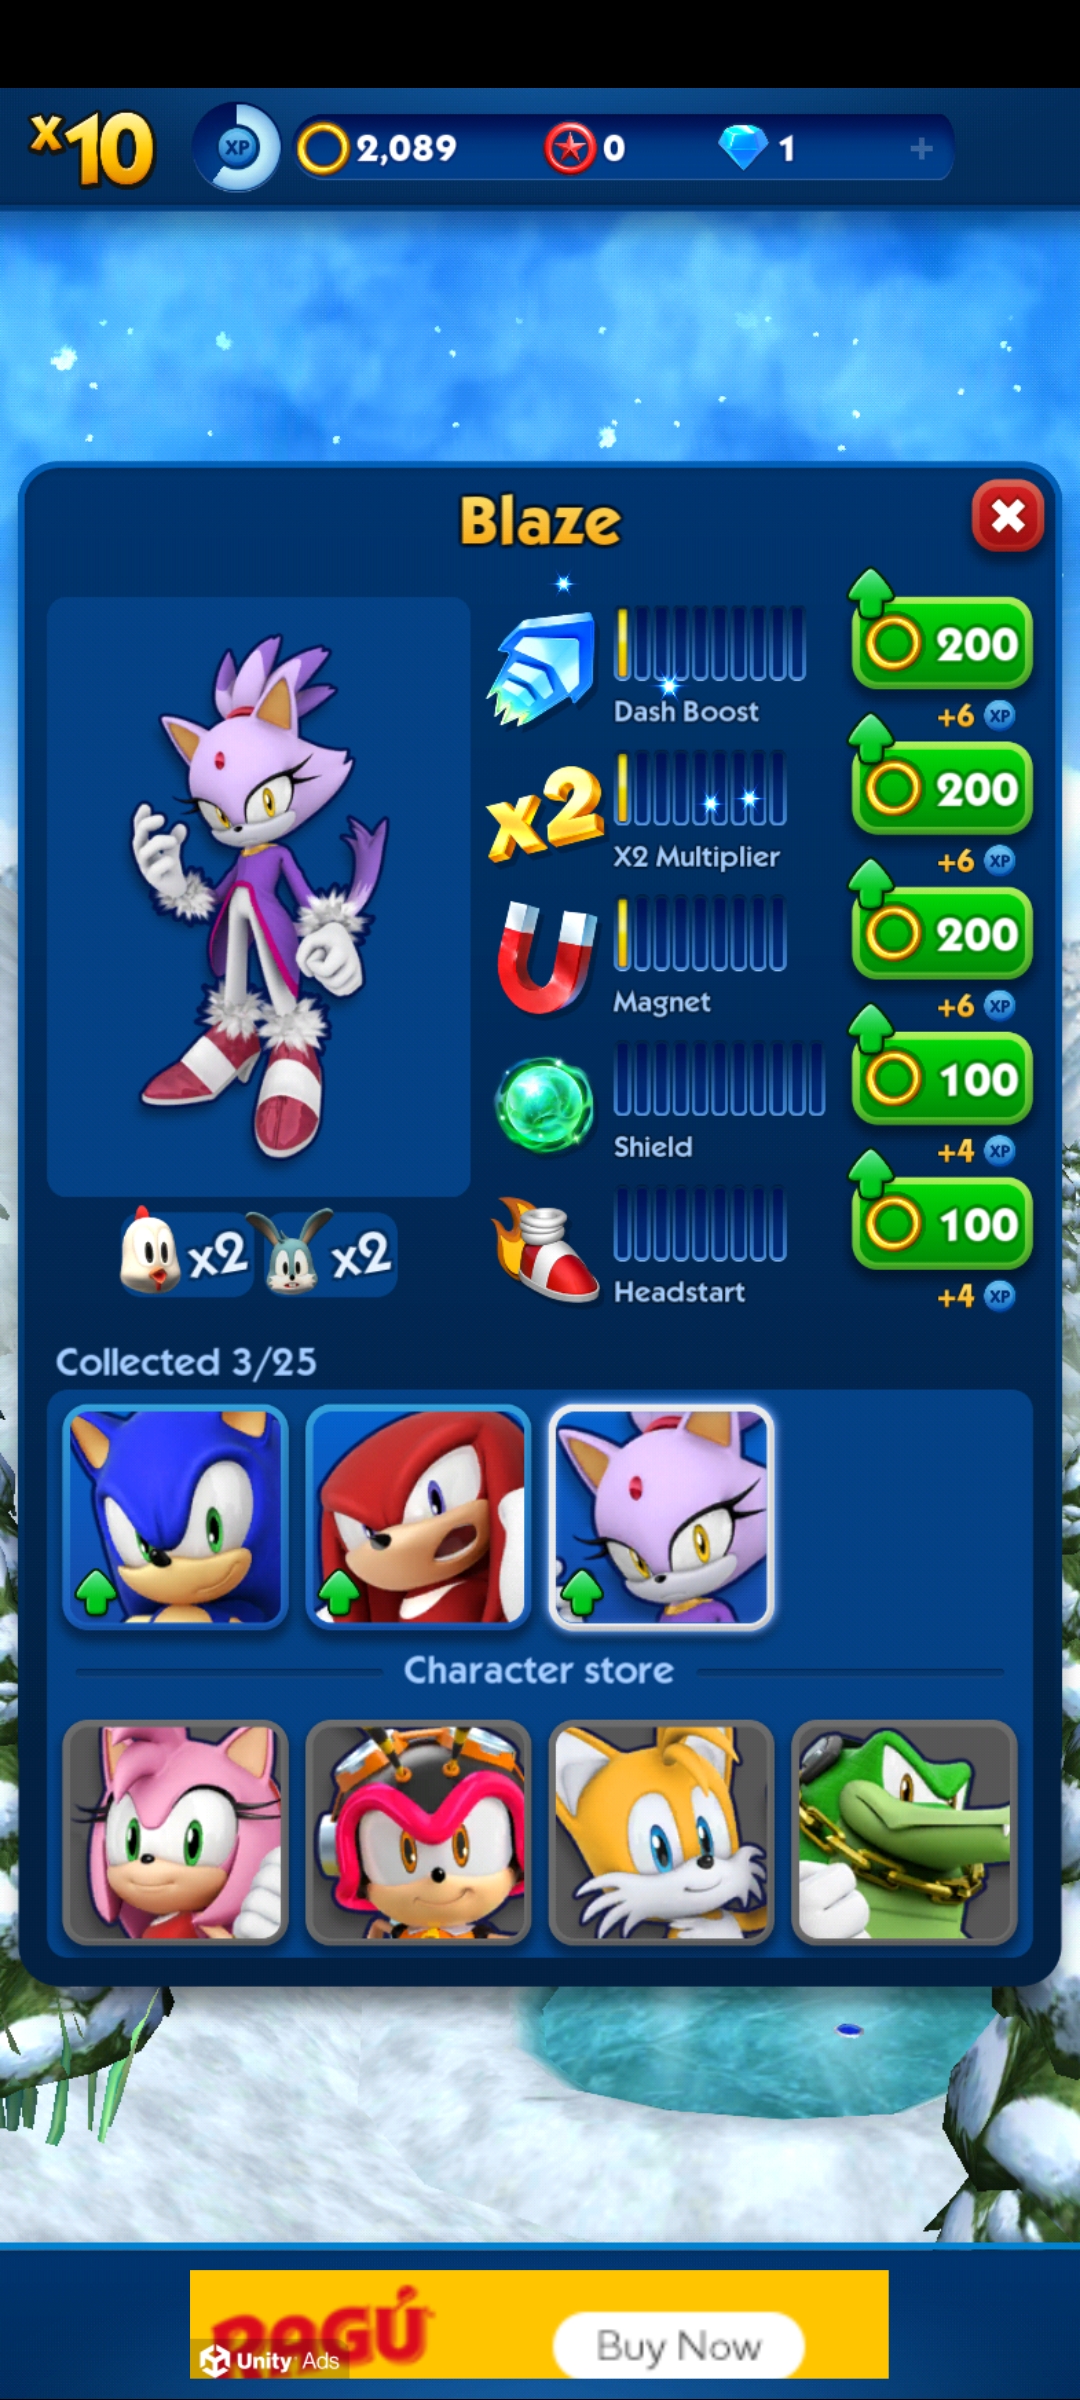 x10
XP
2,089
0
1
+
Blaze
Dash Boost
200
+6 XP
x2
X2 Multiplier
200
+6 XP
Magnet
200
+6 XP
Shield
100
+4 XP
x2
x2
Headstart
100
+4 XP
Collected 3/25
Character store
RAGÚ
Unity Ads
Buy Now